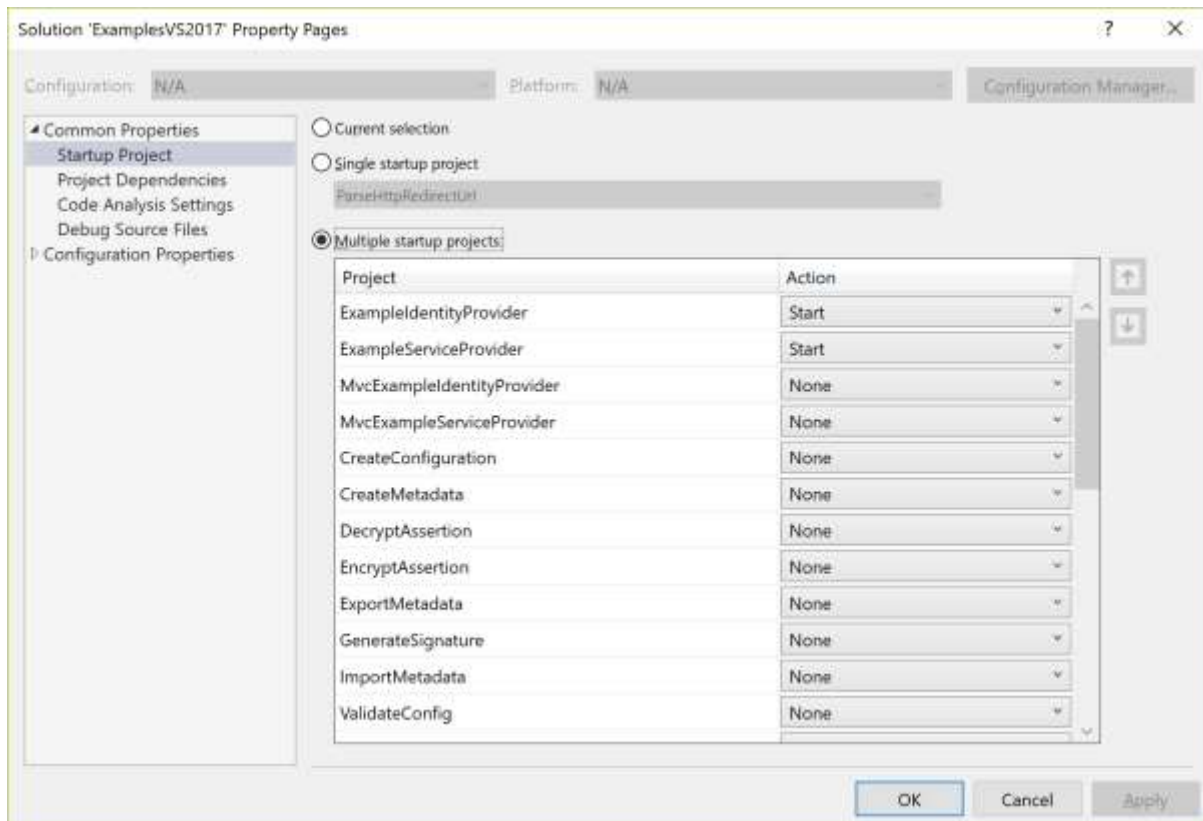 Solution 'ExamplesVS2017' Property Pages
?
Configuration: N/A Platform: N/A Configuration Manager...
Common Properties
Startup Project
Project Dependencies
Code Analysis Settings
Debug Source Files
Configuration Properties
Current selection
Single startup project
ParseHttpRedirectUrl
Multiple startup projects:
Project Action
ExampleIdentityProvider Start
ExampleServiceProvider Start
MvcExampleIdentityProvider None
MvcExampleServiceProvider None
CreateConfiguration None
CreateMetadata None
DecryptAssertion None
EncryptAssertion None
ExportMetadata None
GenerateSignature None
ImportMetadata None
ValidateConfig None
OK Cancel Apply